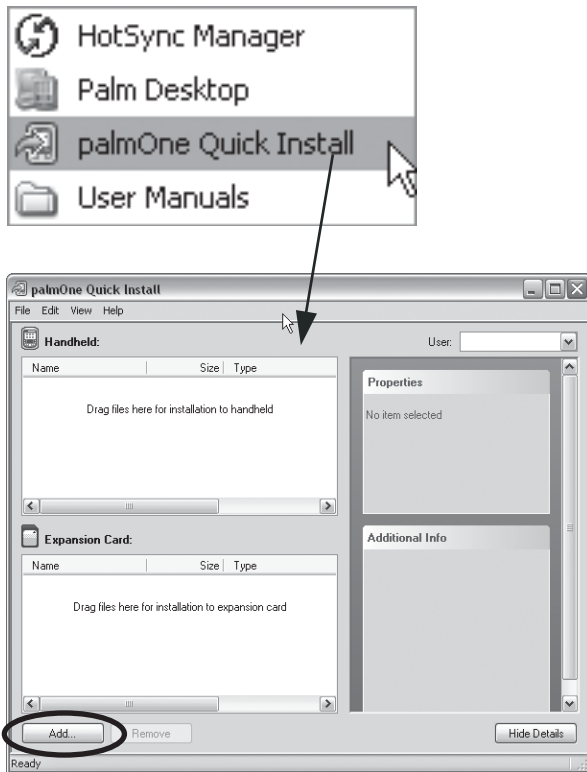 HotSync Manager
Palm Desktop
palmOne Quick Install
User Manuals
palmOne Quick Install
File Edit View Help
Handheld:
User:
Name Size Type
Drag files here for installation to handheld
Properties
No item selected
Expansion Card:
Name Size Type
Drag files here for installation to expansion card
Additional Info
Add... Remove
Hide Details
Ready